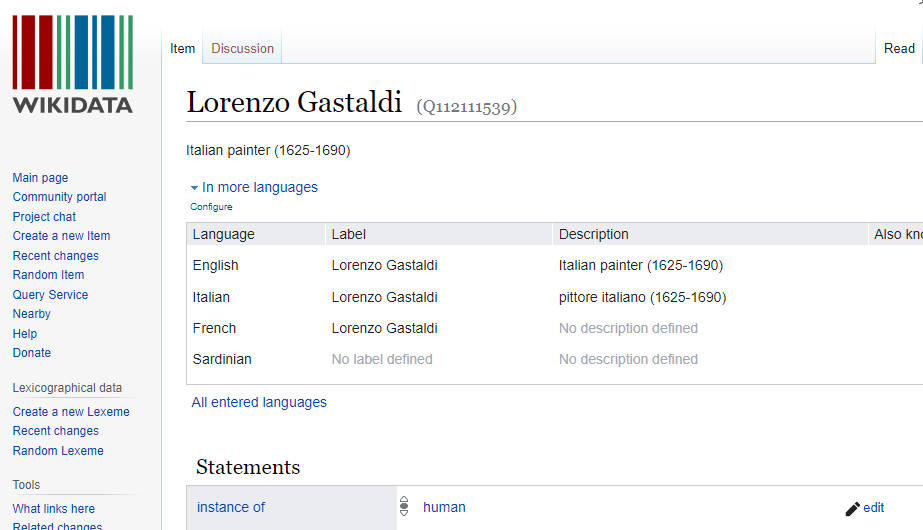 WIKIDATA
Item Discussion Read
Lorenzo Gastaldi (Q112111539)
Italian painter (1625-1690)
In more languages
Configure
Language Label Description Also kno
English Lorenzo Gastaldi Italian painter (1625-1690)
Italian Lorenzo Gastaldi pittore italiano (1625-1690)
French Lorenzo Gastaldi No description defined
Sardinian No label defined No description defined
All entered languages
Statements
instance of human edit
Main page
Community portal
Project chat
Create a new Item
Recent changes
Random Item
Query Service
Nearby
Help
Donate
Lexicographical data
Create a new Lexeme
Recent changes
Random Lexeme
Tools
What links here
Related changes